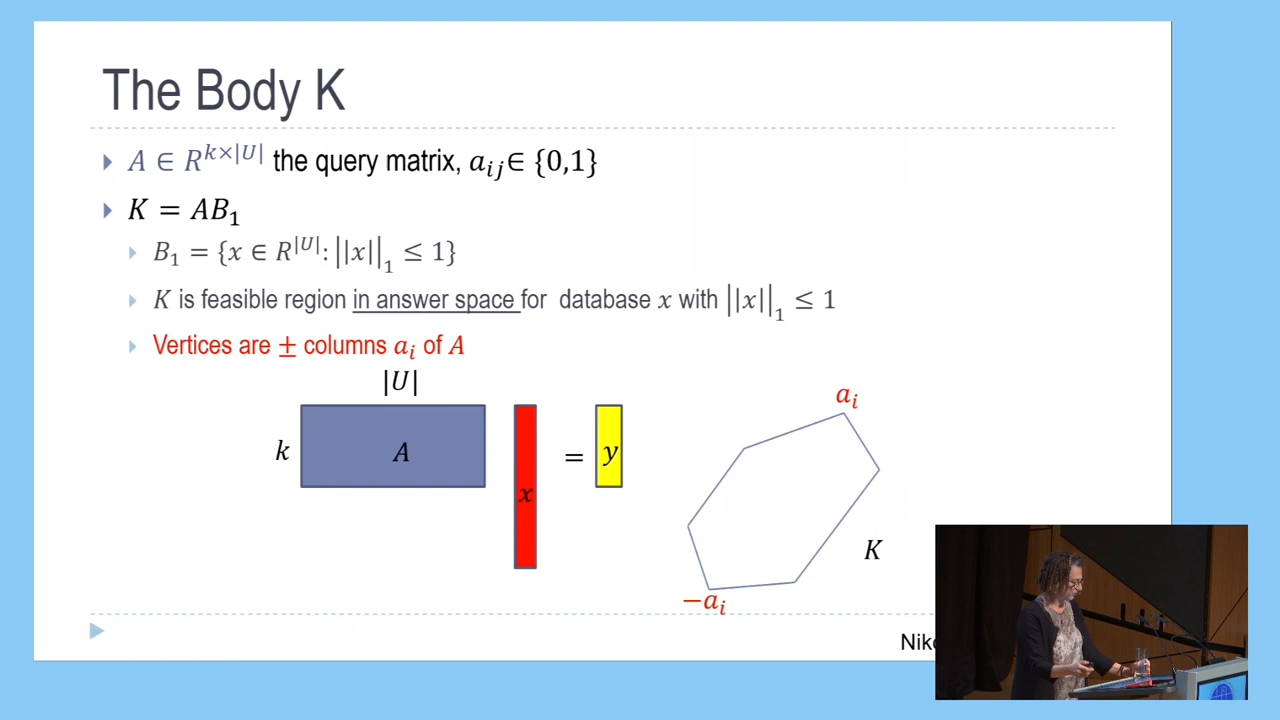 The Body K
A ∈ R^{k×|U|} the query matrix, a_{ij} ∈ {0,1}
K = AB_1
B_1 = {x ∈ R^{|U|}: ||x||_1 ≤ 1}
K is feasible region in answer space for database x with ||x||_1 ≤ 1
Vertices are ± columns a_i of A
|U|
a_i
k
A
x
=
y
K
−a_i